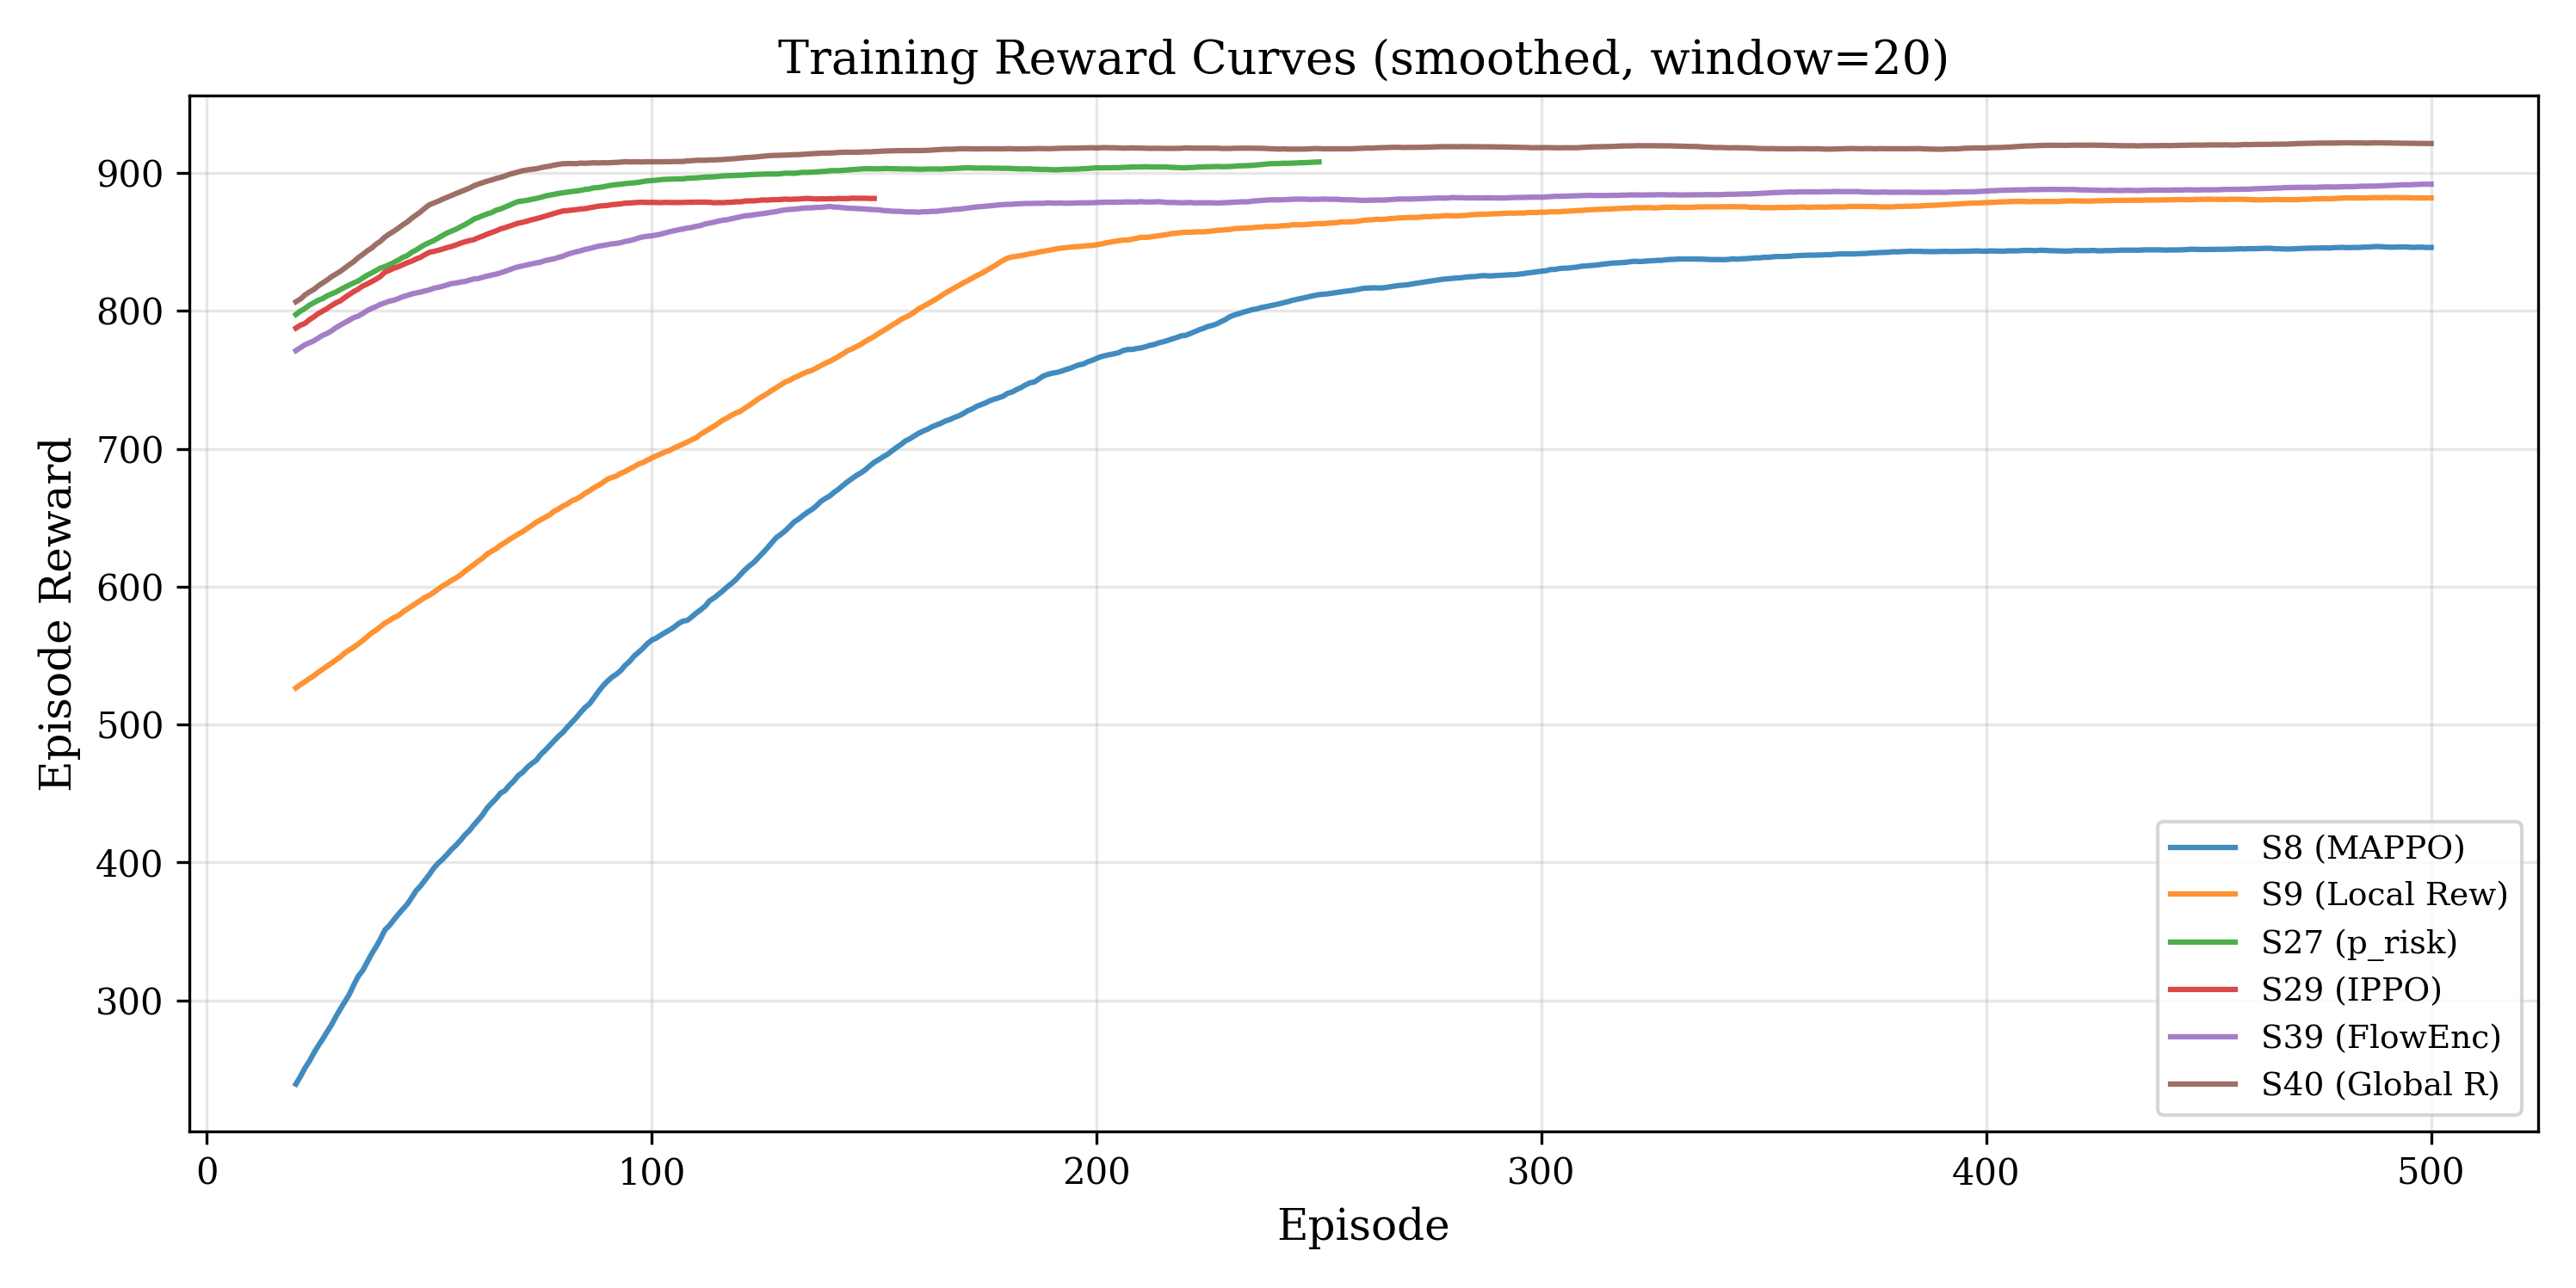 Training Reward Curves (smoothed, window=20)
Episode Reward
900
800
700
600
500
400
300
0 100 200 300 400 500
Episode
S8 (MAPPO)
S9 (Local Rew)
S27 (p_risk)
S29 (IPPO)
S39 (FlowEnc)
S40 (Global R)